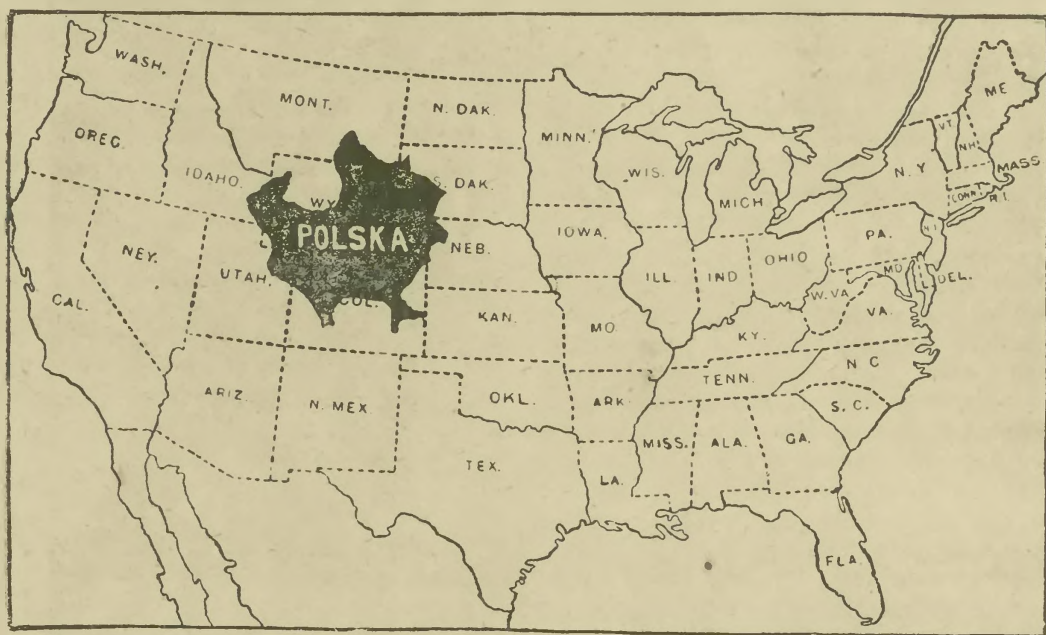 WASH.
MONT.
N. DAK.
MINN.
ME
OREG.
IDAHO.
WY
S. DAK.
WIS.
MICH
N. Y
VT.
N.H.
MASS
CONN.
R.I.
NEV.
UTAH.
POLSKA
NEB.
IOWA.
ILL
IND
OHIO
PA.
N.J.
MD.
DEL.
CAL.
COL.
KAN.
MO.
KY.
W.VA
VA.
ARIZ.
N. MEX
OKL.
ARK.
TENN.
N C
S. C.
TEX.
LA.
MISS.
ALA.
GA.
FLA.